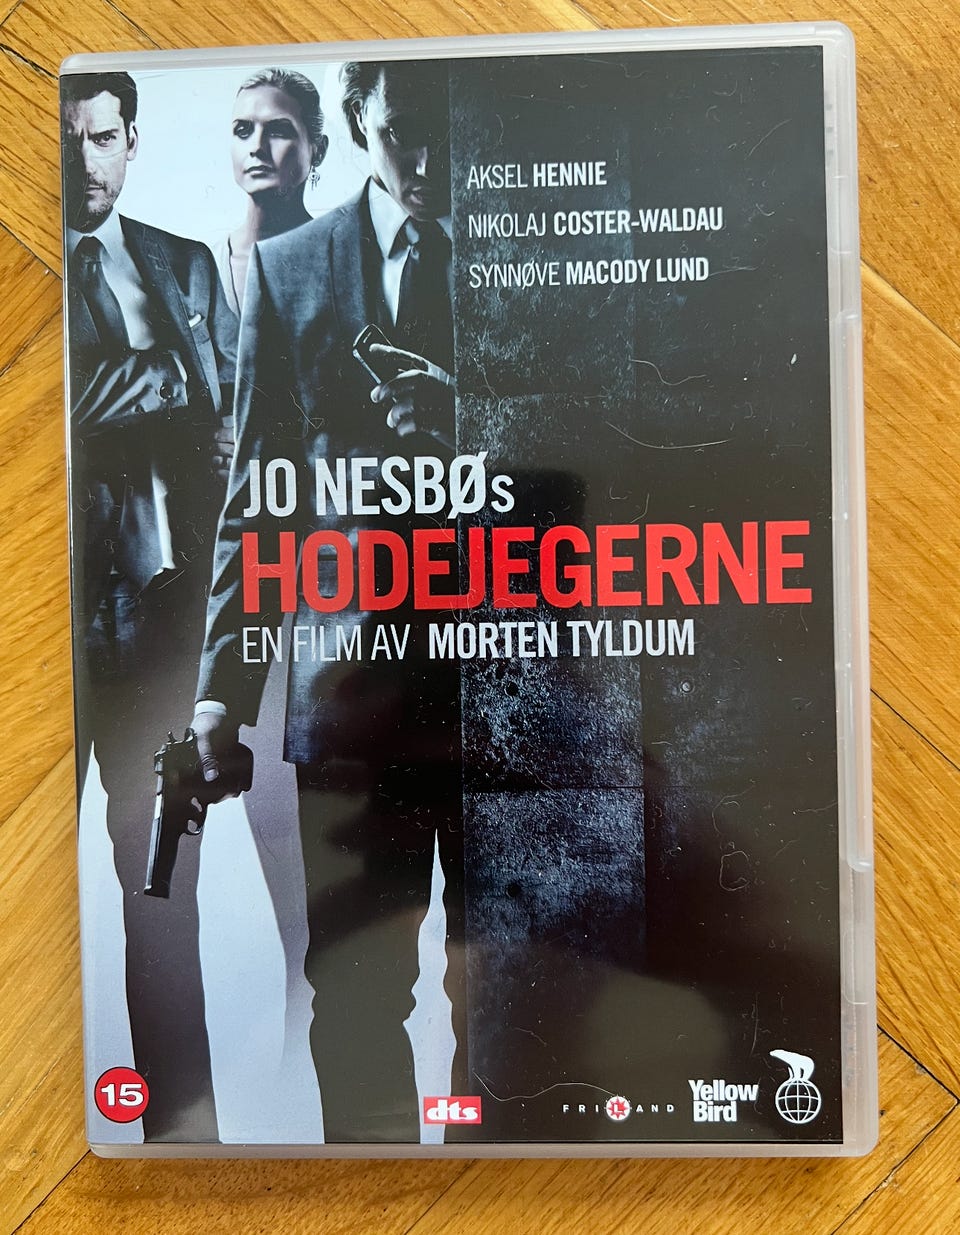 AKSEL HENNIE
NIKOLAJ COSTER-WALDAU
SYNNØVE MACODY LUND
JO NESBØs
HODEJEGERNE
EN FILM AV MORTEN TYLDUM
15
dts
FRILAND
Yellow
Bird